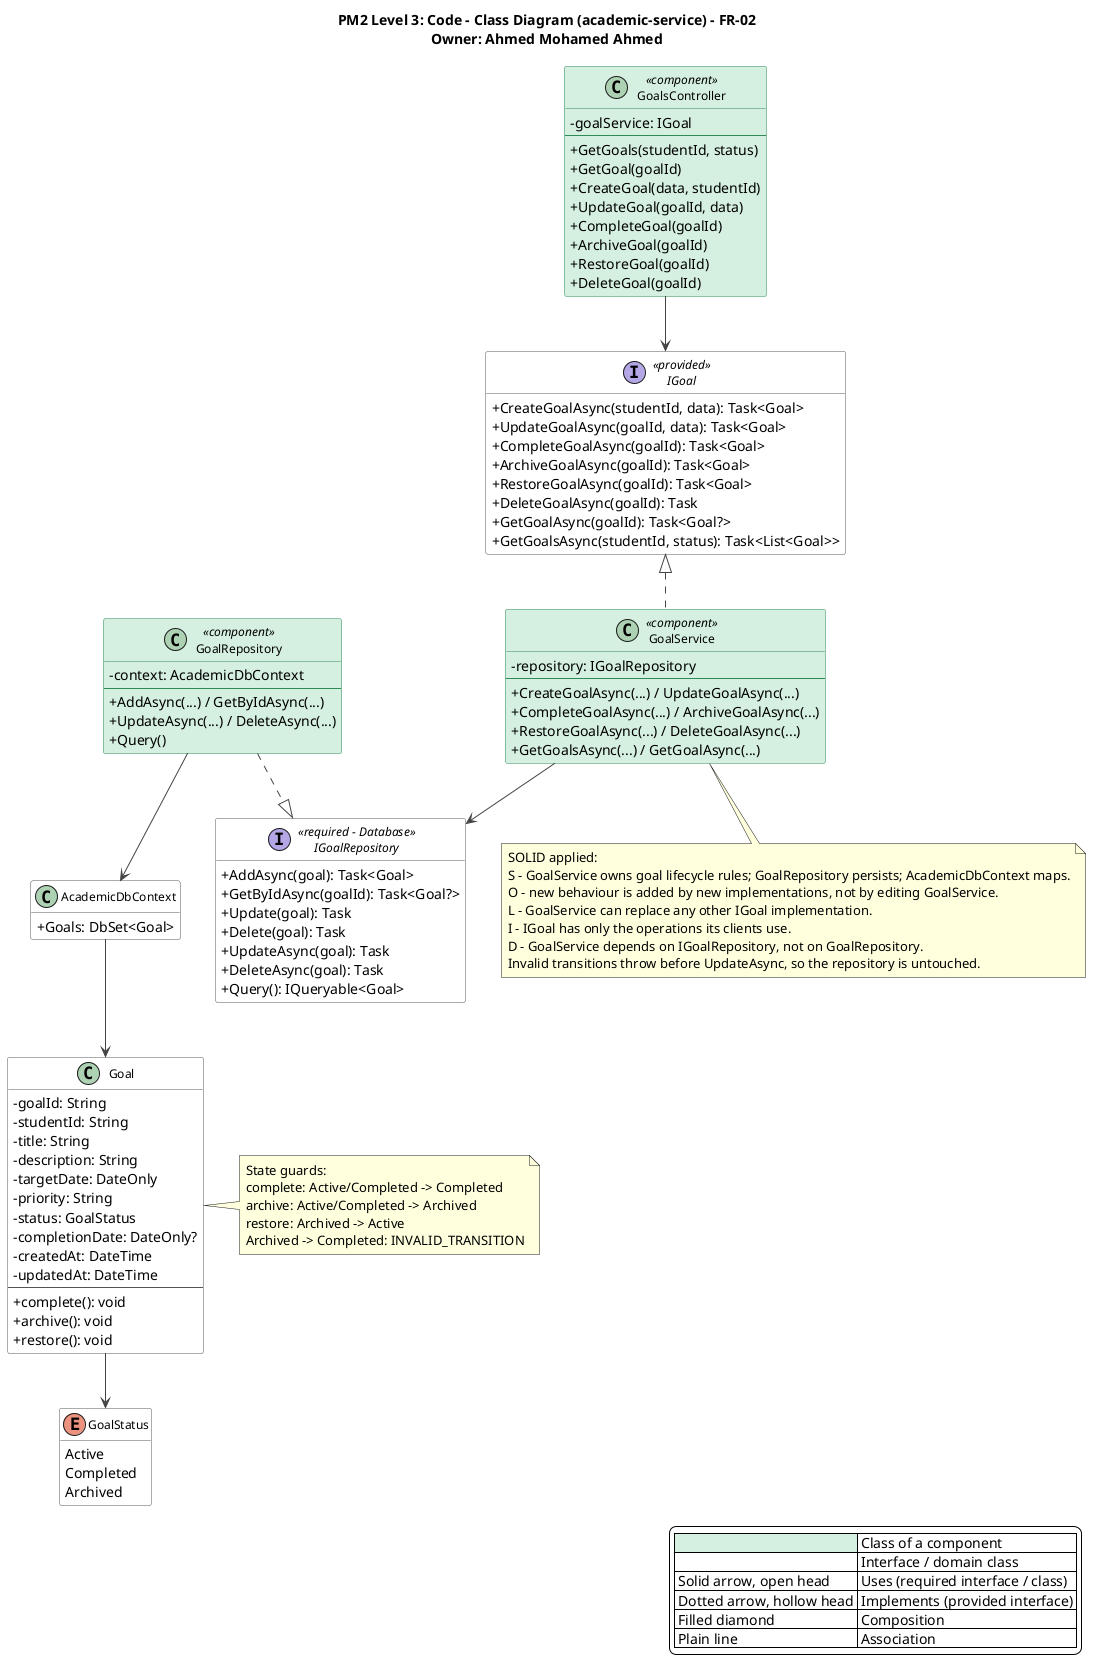 PM2 Level 3: Code - Class Diagram (academic-service) - FR-02
Owner: Ahmed Mohamed Ahmed
C
«component»
GoalsController
-goalService: IGoal
+GetGoals(studentId, status)
+GetGoal(goalId)
+CreateGoal(data, studentId)
+UpdateGoal(goalId, data)
+CompleteGoal(goalId)
+ArchiveGoal(goalId)
+RestoreGoal(goalId)
+DeleteGoal(goalId)
I
«provided»
IGoal
+CreateGoalAsync(studentId, data): Task<Goal>
+UpdateGoalAsync(goalId, data): Task<Goal>
+CompleteGoalAsync(goalId): Task<Goal>
+ArchiveGoalAsync(goalId): Task<Goal>
+RestoreGoalAsync(goalId): Task<Goal>
+DeleteGoalAsync(goalId): Task
+GetGoalAsync(goalId): Task<Goal?>
+GetGoalsAsync(studentId, status): Task<List<Goal>>
C
«component»
GoalRepository
-context: AcademicDbContext
+AddAsync(...) / GetByIdAsync(...)
+UpdateAsync(...) / DeleteAsync(...)
+Query()
C
«component»
GoalService
-repository: IGoalRepository
+CreateGoalAsync(...) / UpdateGoalAsync(...)
+CompleteGoalAsync(...) / ArchiveGoalAsync(...)
+RestoreGoalAsync(...) / DeleteGoalAsync(...)
+GetGoalsAsync(...) / GetGoalAsync(...)
C
AcademicDbContext
+Goals: DbSet<Goal>
I
«required - Database»
IGoalRepository
+AddAsync(goal): Task<Goal>
+GetByIdAsync(goalId): Task<Goal?>
+Update(goal): Task
+Delete(goal): Task
+UpdateAsync(goal): Task
+DeleteAsync(goal): Task
+Query(): IQueryable<Goal>
SOLID applied:
S - GoalService owns goal lifecycle rules; GoalRepository persists; AcademicDbContext maps.
O - new behaviour is added by new implementations, not by editing GoalService.
L - GoalService can replace any other IGoal implementation.
I - IGoal has only the operations its clients use.
D - GoalService depends on IGoalRepository, not on GoalRepository.
Invalid transitions throw before UpdateAsync, so the repository is untouched.
C
Goal
-goalId: String
-studentId: String
-title: String
-description: String
-targetDate: DateOnly
-priority: String
-status: GoalStatus
-completionDate: DateOnly?
-createdAt: DateTime
-updatedAt: DateTime
+complete(): void
+archive(): void
+restore(): void
State guards:
complete: Active/Completed -> Completed
archive: Active/Completed -> Archived
restore: Archived -> Active
Archived -> Completed: INVALID_TRANSITION
E
GoalStatus
Active
Completed
Archived
Class of a component
Interface / domain class
Solid arrow, open head Uses (required interface / class)
Dotted arrow, hollow head Implements (provided interface)
Filled diamond Composition
Plain line Association